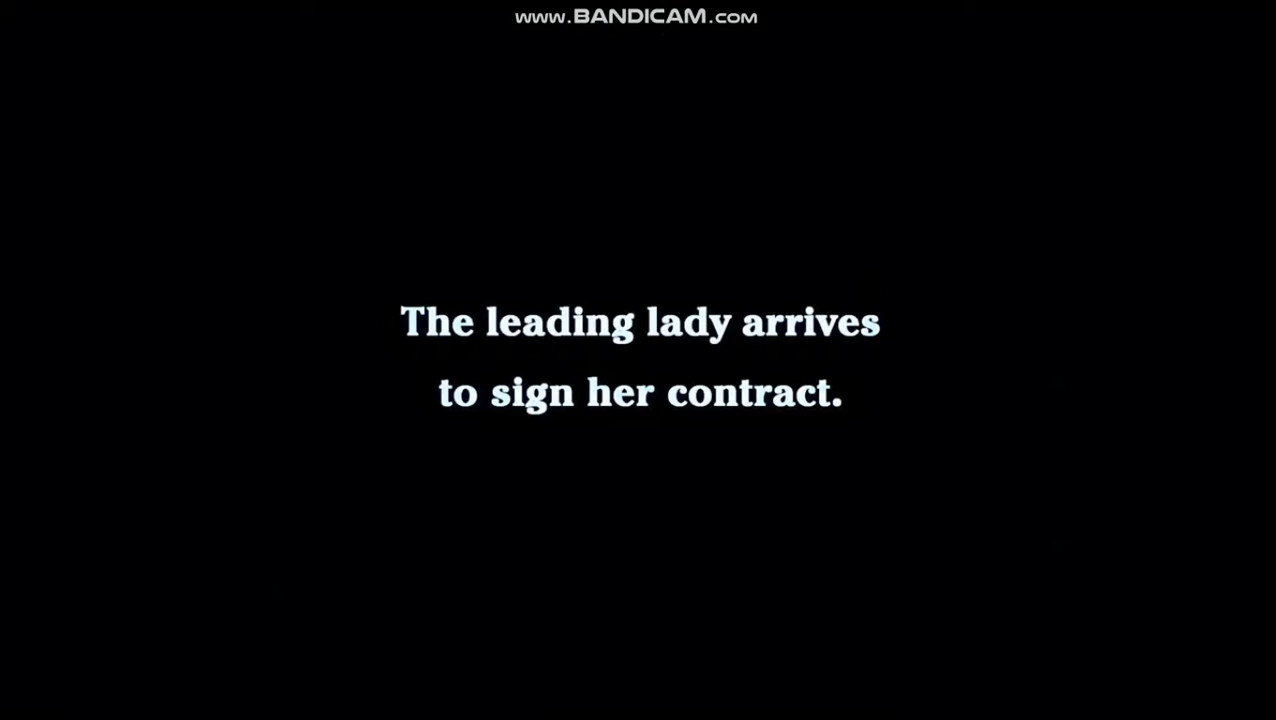 www.BANDICAM.com
The leading lady arrives
to sign her contract.